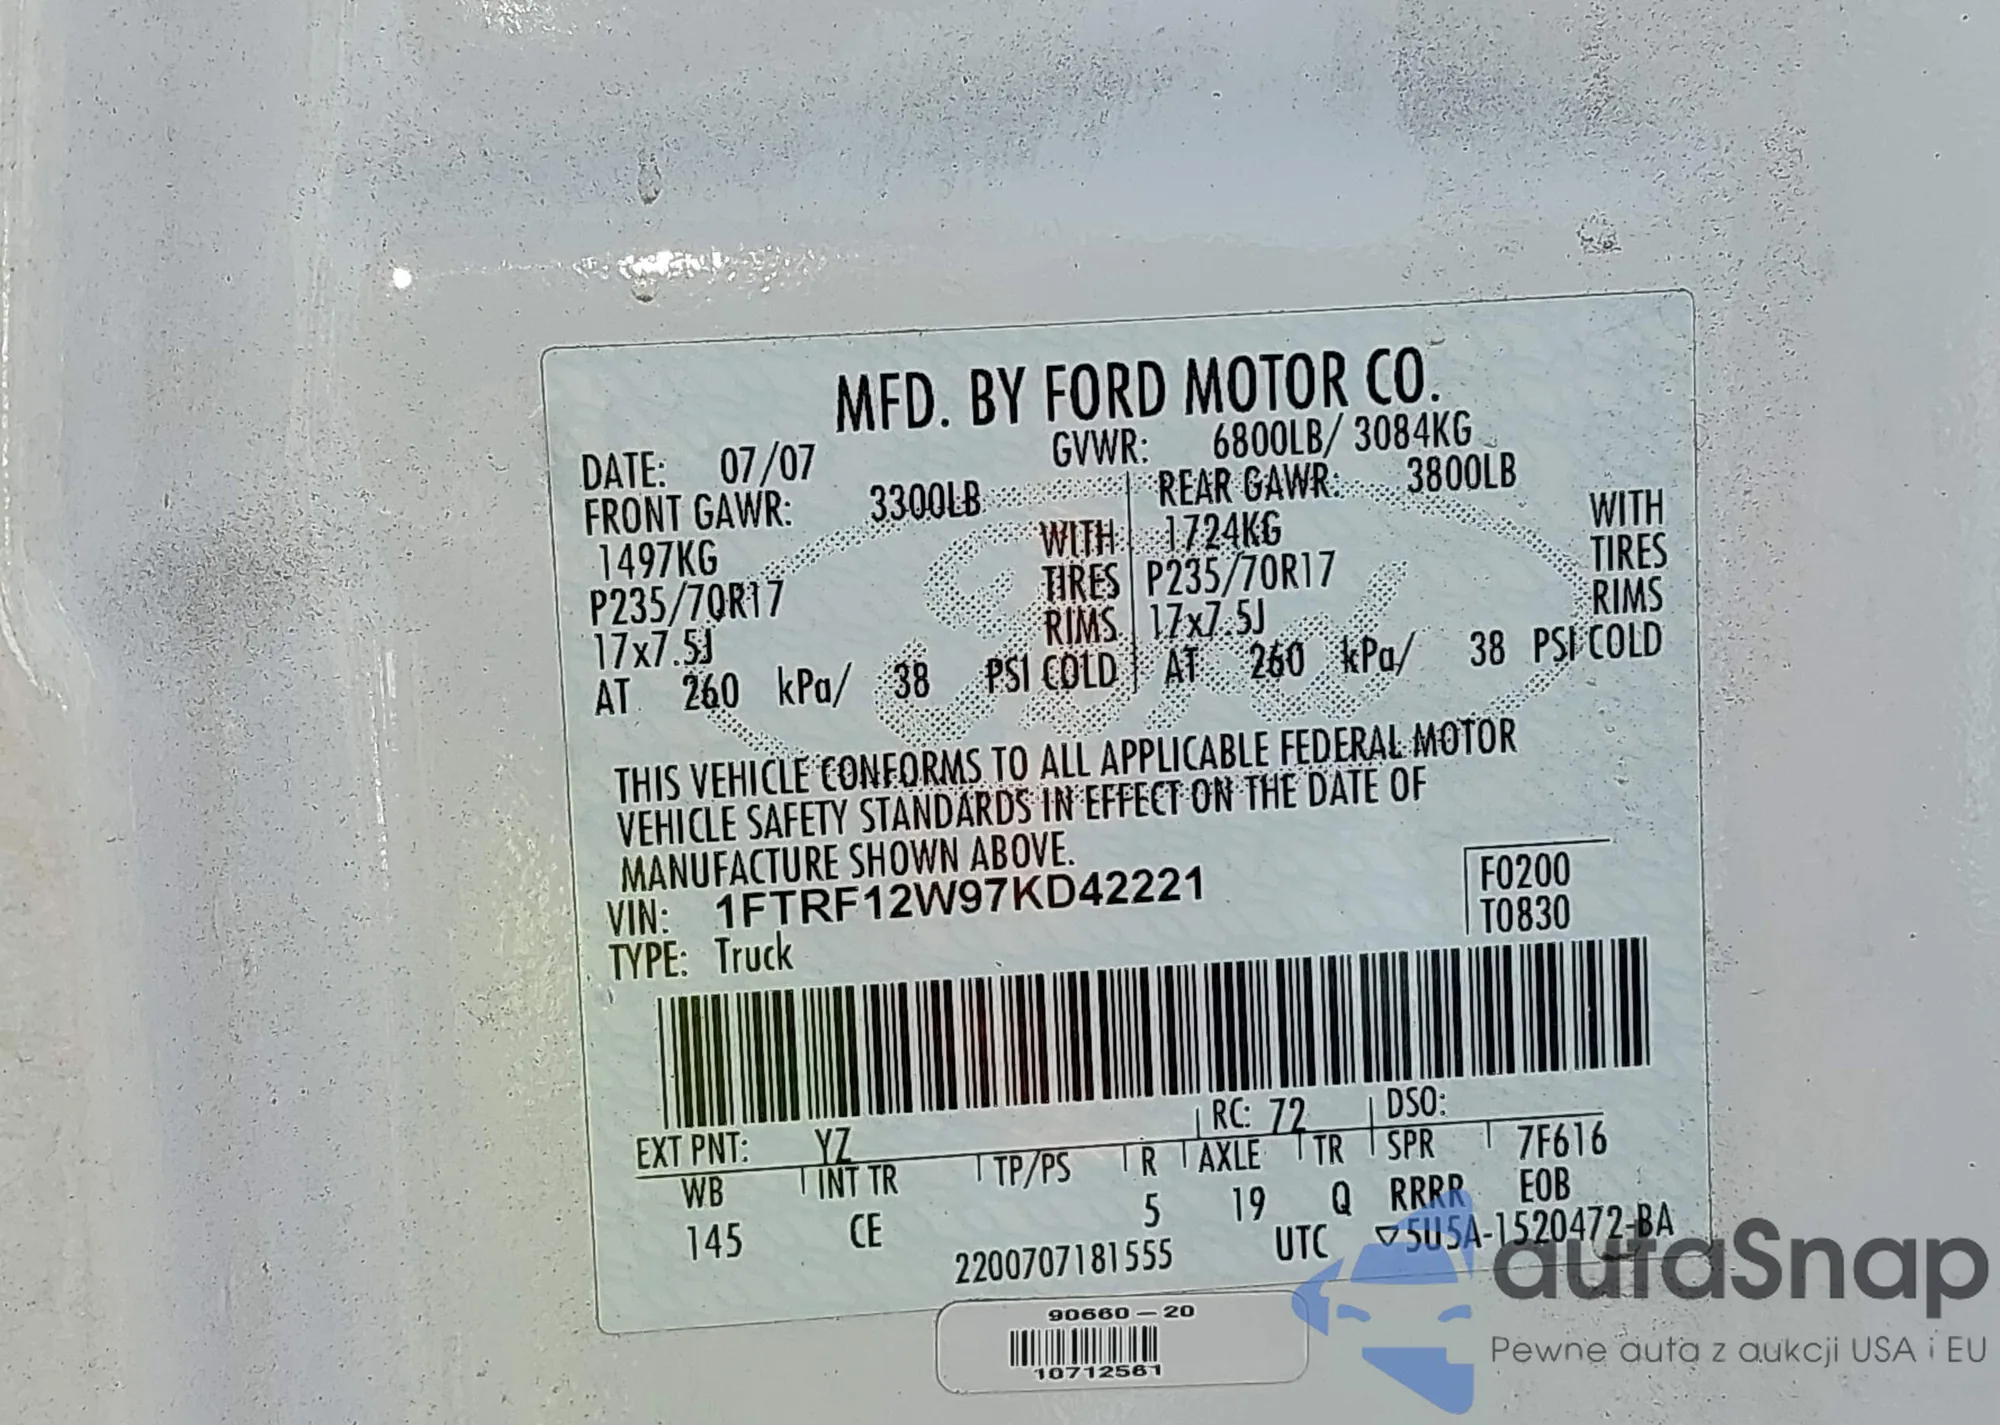 MFD. BY FORD MOTOR CO.
DATE: 07/07 GVWR: 6800LB/ 3084KG
FRONT GAWR: 3300LB REAR GAWR: 3800LB
1497KG WITH 1724KG WITH
P235/70R17 TIRES P235/70R17 TIRES
17x7.5J RIMS 17x7.5J RIMS
AT 260 kPa/ 38 PSI COLD AT 260 kPa/ 38 PSI COLD
THIS VEHICLE CONFORMS TO ALL APPLICABLE FEDERAL MOTOR
VEHICLE SAFETY STANDARDS IN EFFECT ON THE DATE OF
MANUFACTURE SHOWN ABOVE.
VIN: 1FTRF12W97KD42221 F0200
TYPE: Truck T0830
EXT PNT: YZ RC: 72 DSO:
WB INT TR TP/PS R AXLE TR SPR 7F616
145 CE 5 19 Q RRRR EOB
2200707181555 UTC ▽5U5A-1520472-BA
90660-20
10712561
autaSnap
Pewne auta z aukcji USA i EU